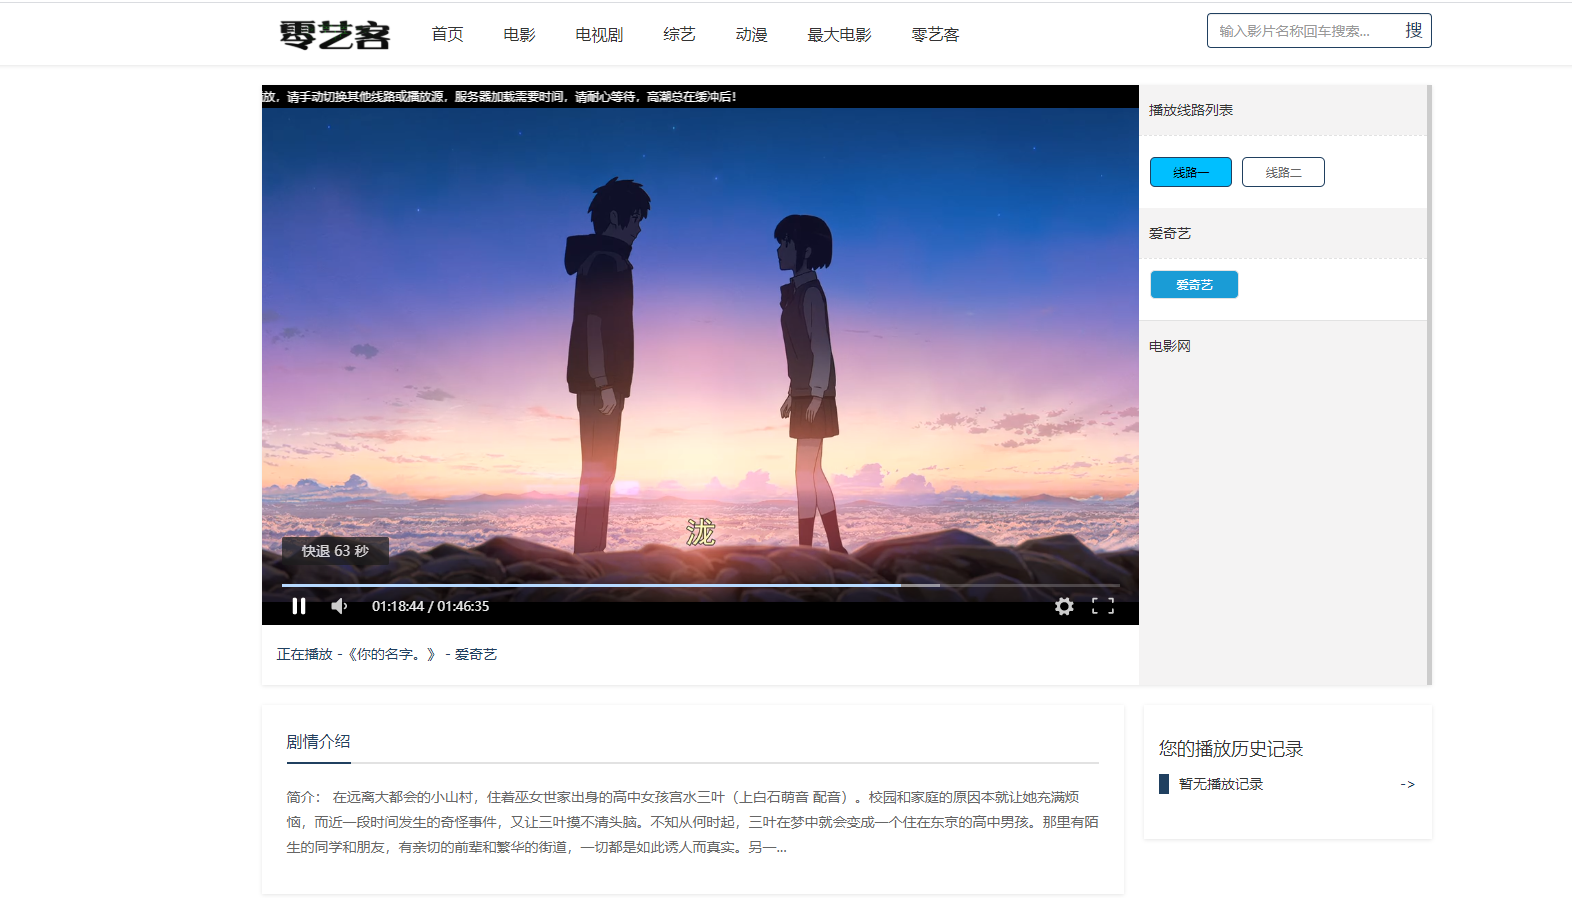 零艺客 首页 电影 电视剧 综艺 动漫 最大电影 零艺客 输入影片名称回车搜索... 搜
放，请手动切换其他线路或播放源，服务器加载需要时间，请耐心等待，高潮总在缓冲后！
泷
快退 63 秒
01:18:44 / 01:46:35
正在播放 -《你的名字。》 - 爱奇艺
播放线路列表
线路一 线路二
爱奇艺
爱奇艺
电影网
剧情介绍
简介： 在远离大都会的小山村，住着巫女世家出身的高中女孩宫水三叶（上白石萌音 配音）。校园和家庭的原因本就让她充满烦
恼，而近一段时间发生的奇怪事件，又让三叶摸不清头脑。不知从何时起，三叶在梦中就会变成一个住在东京的高中男孩。那里有陌
生的同学和朋友，有亲切的前辈和繁华的街道，一切都是如此诱人而真实。另一...
您的播放历史记录
暂无播放记录 ->